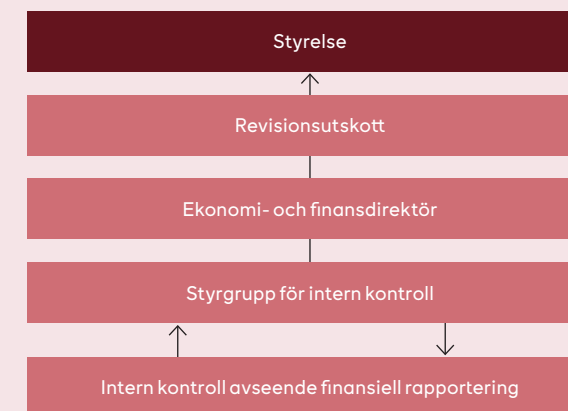 Styrelse
Revisionsutskott
Ekonomi- och finansdirektör
Styrgrupp för intern kontroll
Intern kontroll avseende finansiell rapportering